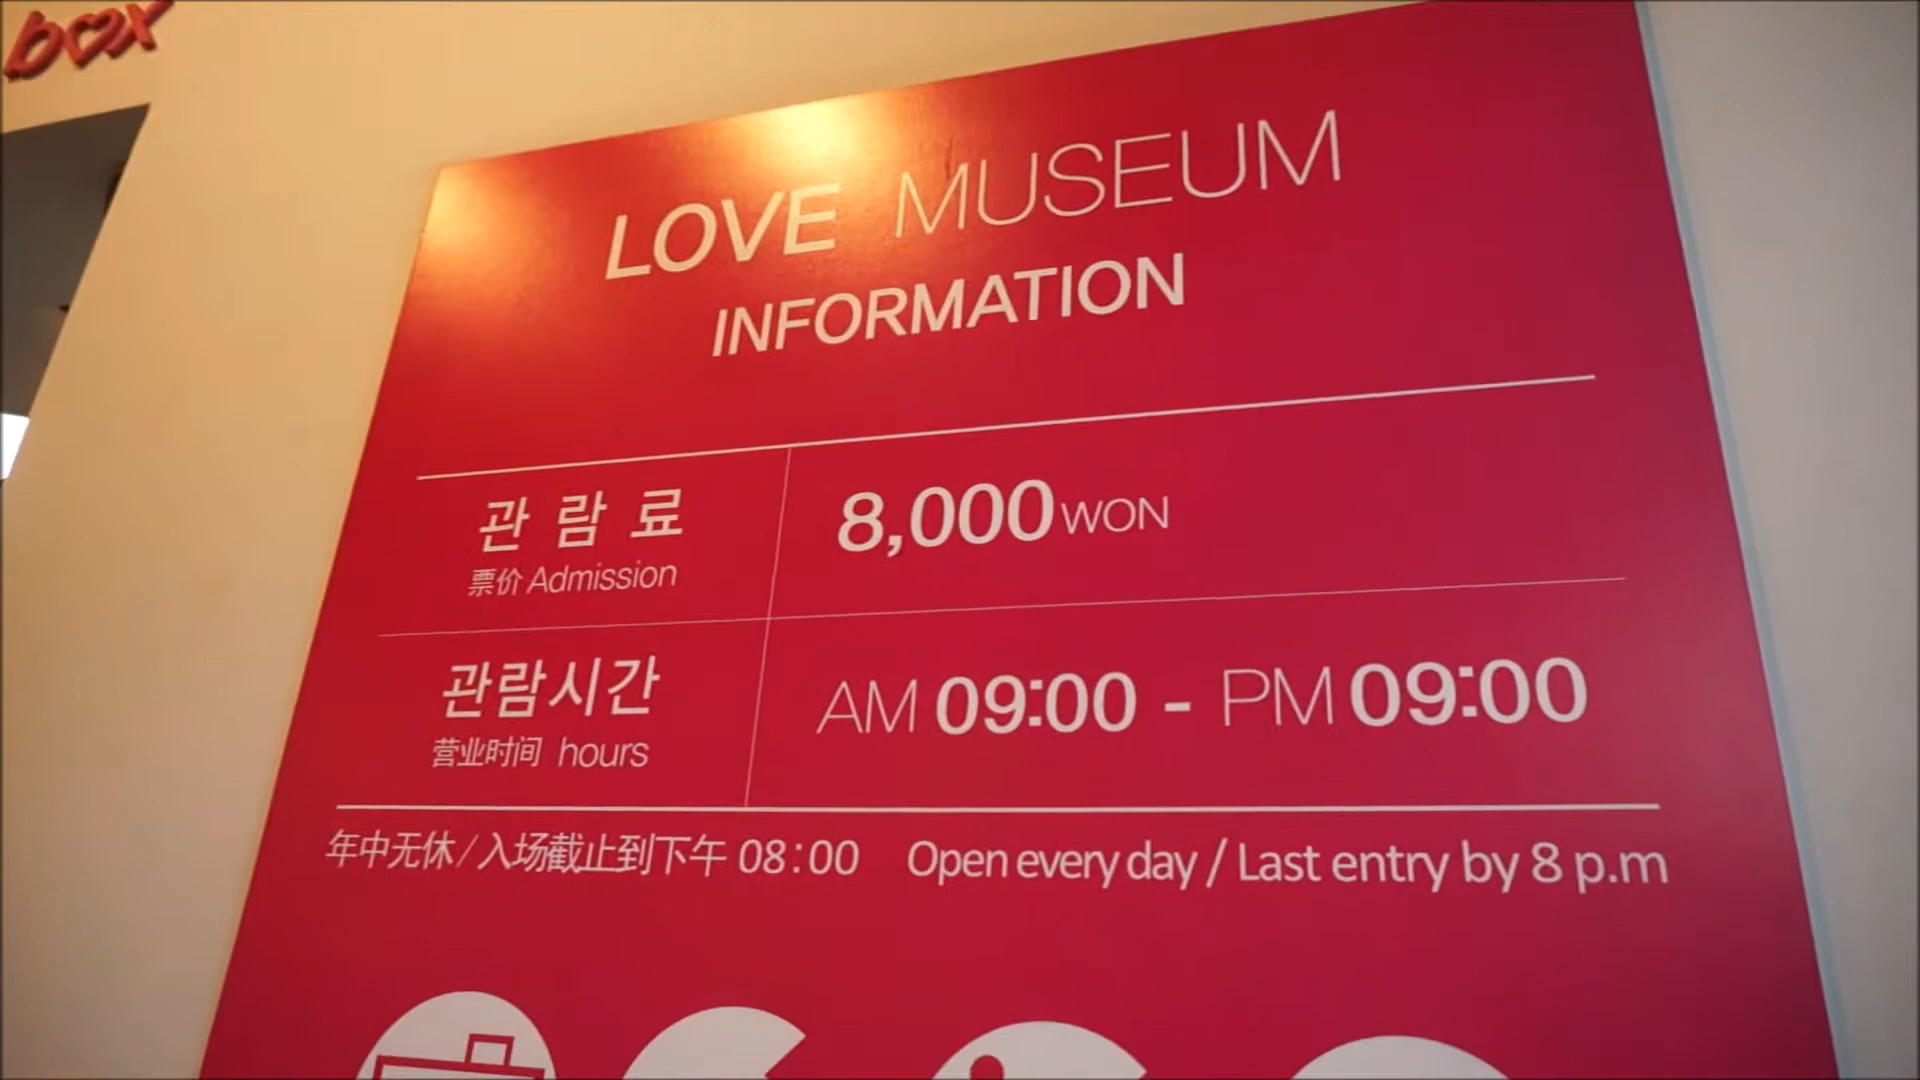 box
LOVE MUSEUM
INFORMATION
관 람 료
票价 Admission
8,000 WON
관람시간
营业时间 hours
AM 09:00 - PM 09:00
年中无休/入场截止到下午 08:00 Open every day / Last entry by 8 p.m